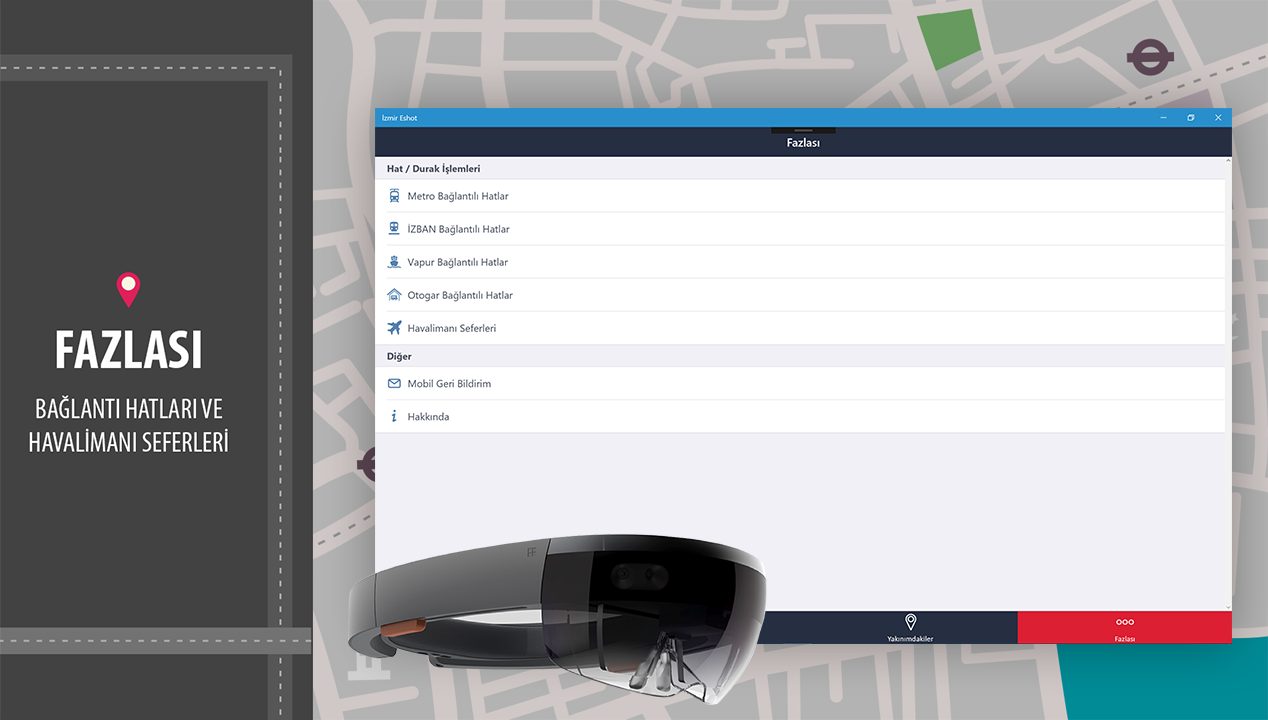 FAZLASI
BAĞLANTI HATLARI VE
HAVALİMANI SEFERLERİ
İzmir Eshot
Fazlası
Hat / Durak İşlemleri
Metro Bağlantılı Hatlar
İZBAN Bağlantılı Hatlar
Vapur Bağlantılı Hatlar
Otogar Bağlantılı Hatlar
Havalimanı Seferleri
Diğer
Mobil Geri Bildirim
Hakkında
Yakınımdakiler
Fazlası